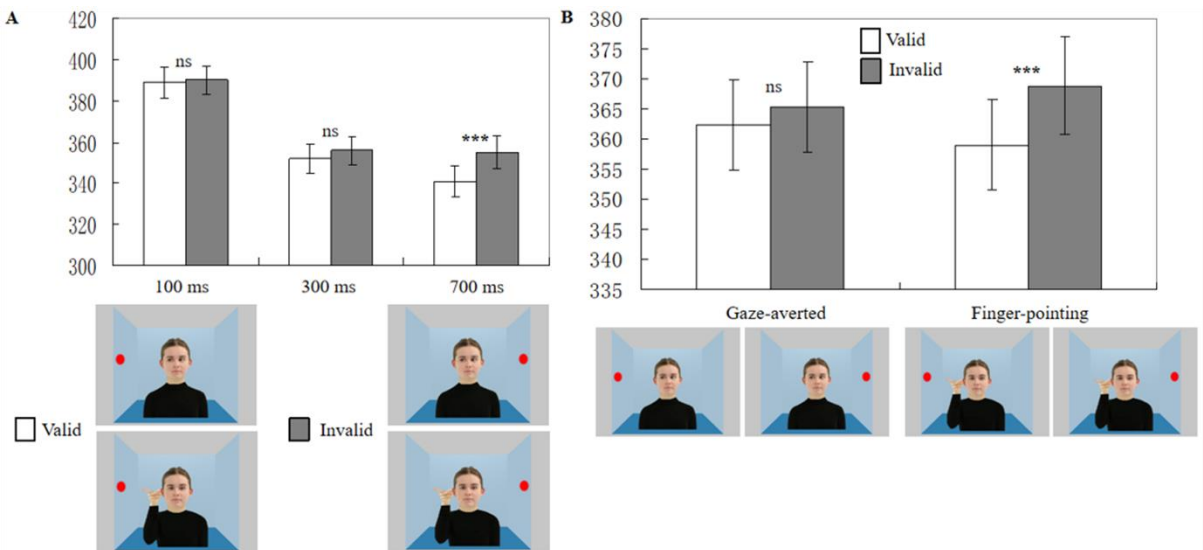 A
420
400
380
360
340
320
300
ns
ns
***
100 ms
300 ms
700 ms
Valid
Invalid
B
380
375
370
365
360
355
350
345
340
335
Valid
Invalid
ns
***
Gaze-averted
Finger-pointing